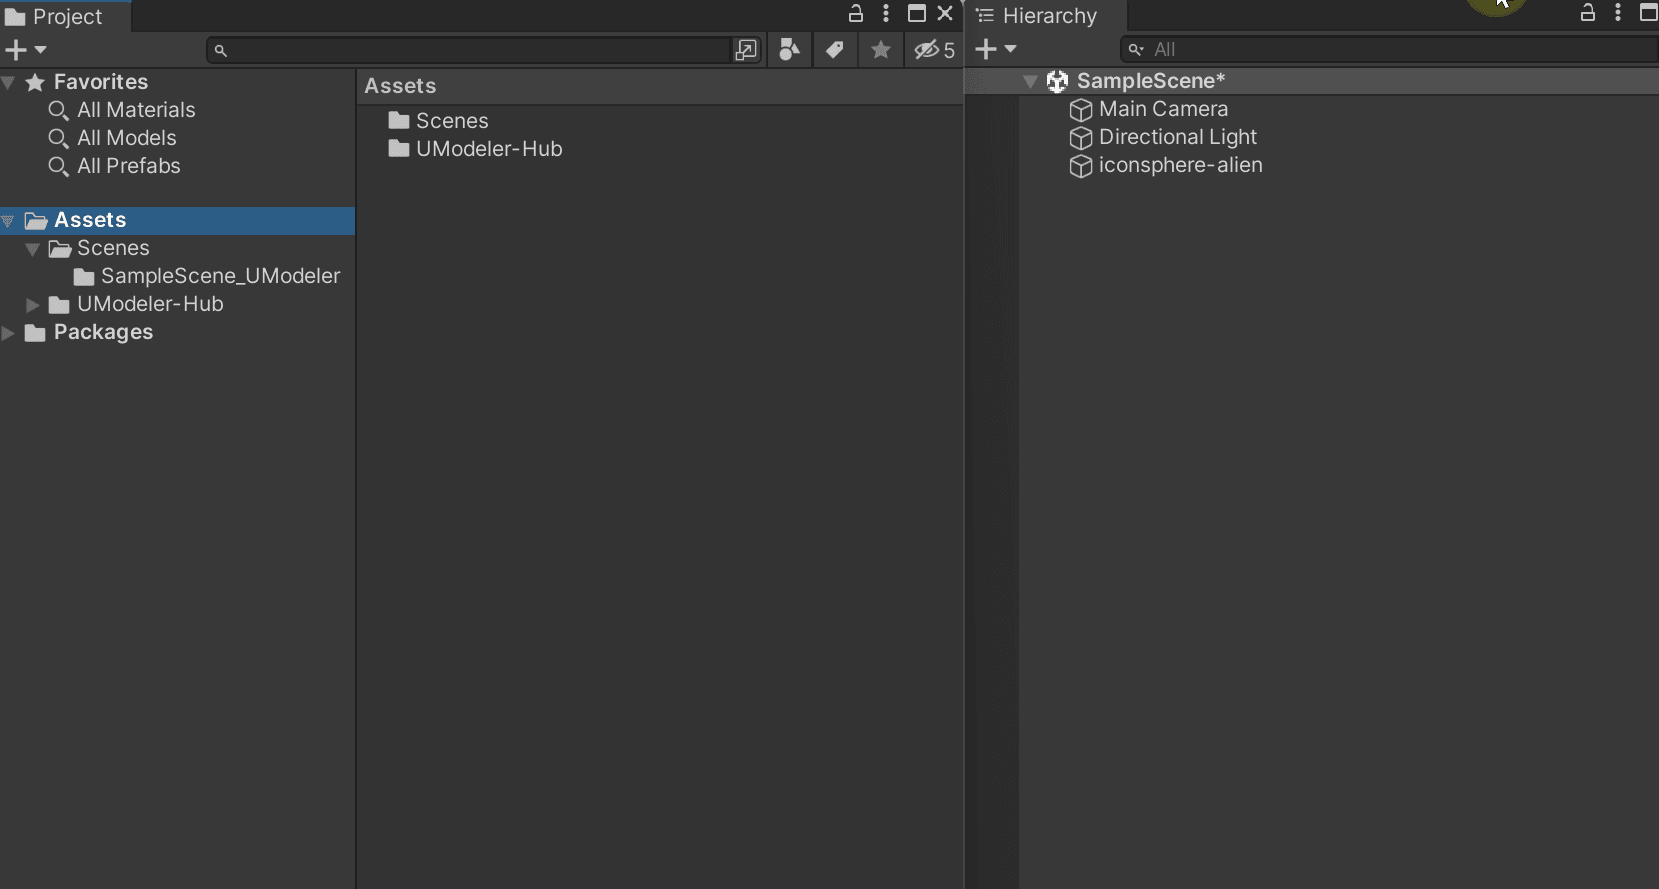 Project
5
Favorites
All Materials
All Models
All Prefabs
Assets
Scenes
SampleScene_UModeler
UModeler-Hub
Packages
Assets
Scenes
UModeler-Hub
Hierarchy
All
SampleScene*
Main Camera
Directional Light
iconsphere-alien